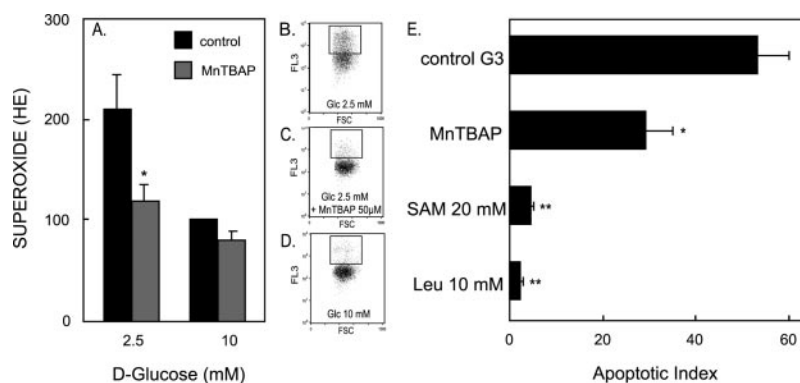 A.
control
MnTBAP
300
200
100
0
SUPEROXIDE (HE)
*
2.5
10
D-Glucose (mM)
B.
FL3
Glc 2.5 mM
FSC
C.
FL3
Glc 2.5 mM
+ MnTBAP 50µM
FSC
D.
FL3
Glc 10 mM
FSC
E.
control G3
MnTBAP
*
SAM 20 mM
**
Leu 10 mM
**
0
20
40
60
Apoptotic Index